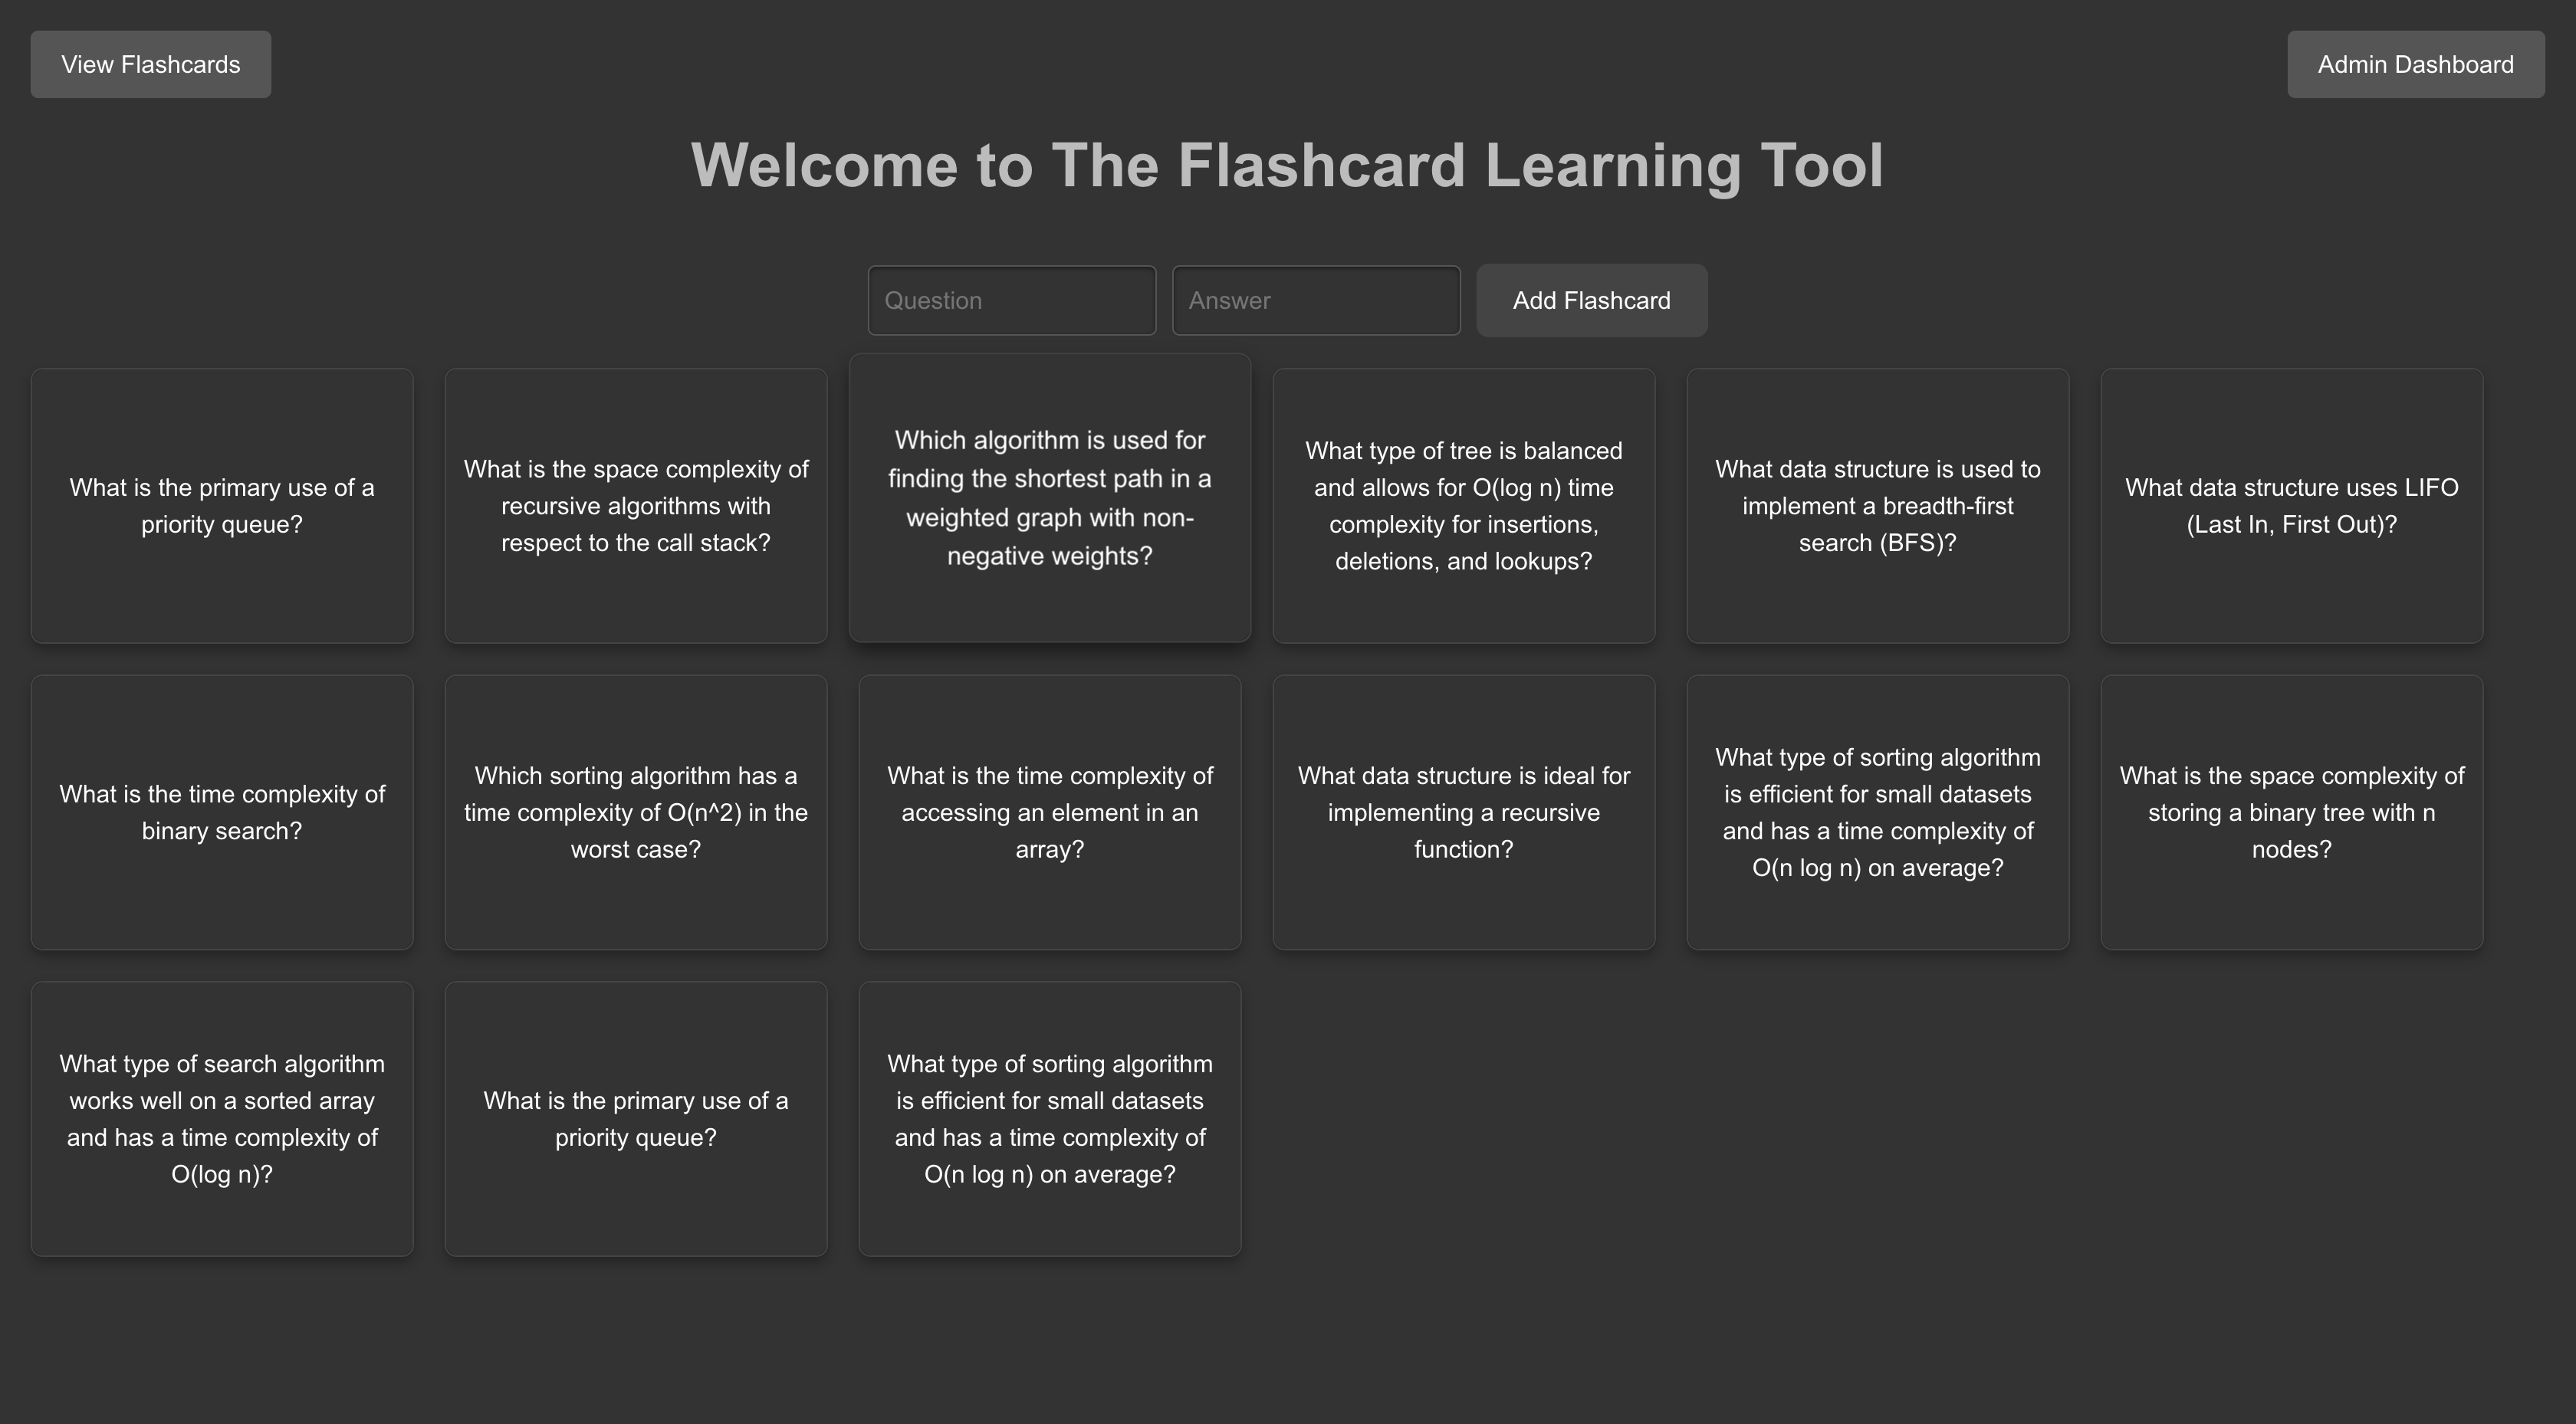 View Flashcards
Admin Dashboard
Welcome to The Flashcard Learning Tool
Question
Answer
Add Flashcard
What is the primary use of a
priority queue?
What is the space complexity of
recursive algorithms with
respect to the call stack?
Which algorithm is used for
finding the shortest path in a
weighted graph with non-
negative weights?
What type of tree is balanced
and allows for O(log n) time
complexity for insertions,
deletions, and lookups?
What data structure is used to
implement a breadth-first
search (BFS)?
What data structure uses LIFO
(Last In, First Out)?
What is the time complexity of
binary search?
Which sorting algorithm has a
time complexity of O(n^2) in the
worst case?
What is the time complexity of
accessing an element in an
array?
What data structure is ideal for
implementing a recursive
function?
What type of sorting algorithm
is efficient for small datasets
and has a time complexity of
O(n log n) on average?
What is the space complexity of
storing a binary tree with n
nodes?
What type of search algorithm
works well on a sorted array
and has a time complexity of
O(log n)?
What is the primary use of a
priority queue?
What type of sorting algorithm
is efficient for small datasets
and has a time complexity of
O(n log n) on average?